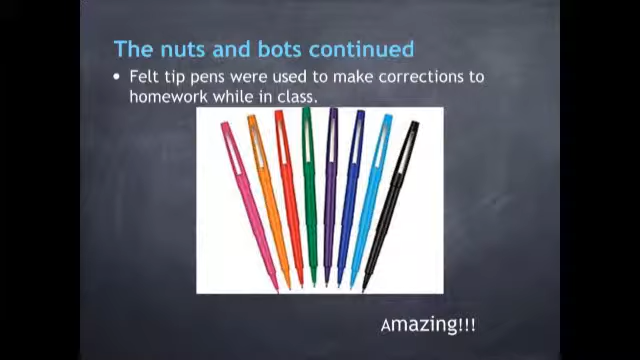 The nuts and bots continued
• Felt tip pens were used to make corrections to
homework while in class.
Amazing!!!